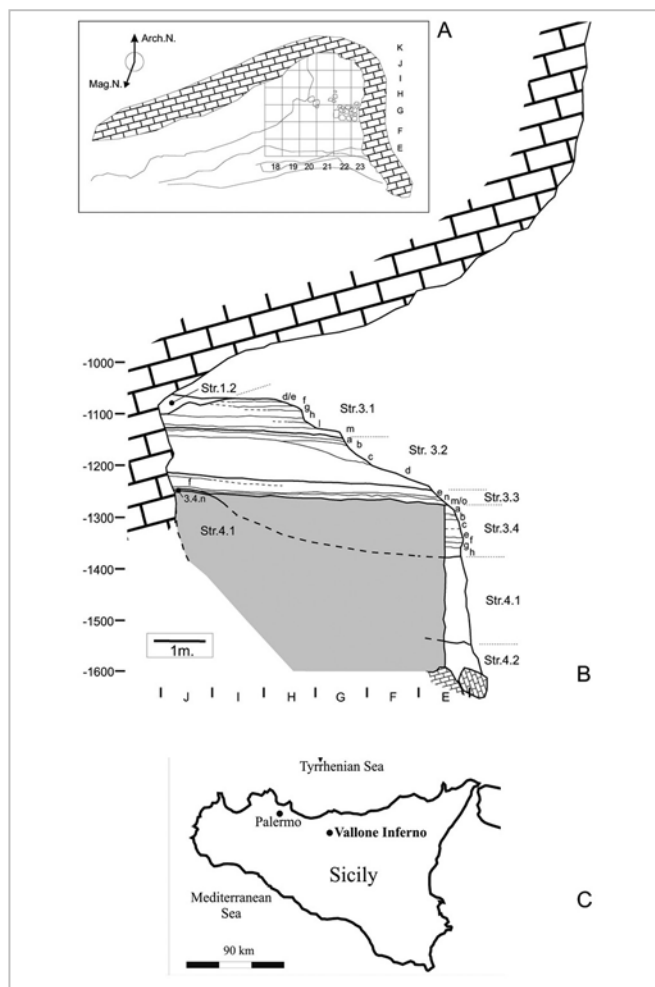 A
Arch.N.
Mag.N.
K
J
I
H
G
F
E
18 19 20 21 22 23
-1000
-1100
-1200
-1300
-1400
-1500
-1600
Str.1.2
d/e
f
g
h
Str.3.1
m
a
b
Str. 3.2
c
d
e
n
m/o
Str.3.3
a
b
c
Str.3.4
e
f
g
h
f
3.4.n
Str.4.1
Str.4.1
Str.4.2
1m.
J I H G F E
B
Tyrrhenian Sea
Palermo
Vallone Inferno
Sicily
Mediterranean
Sea
C
90 km